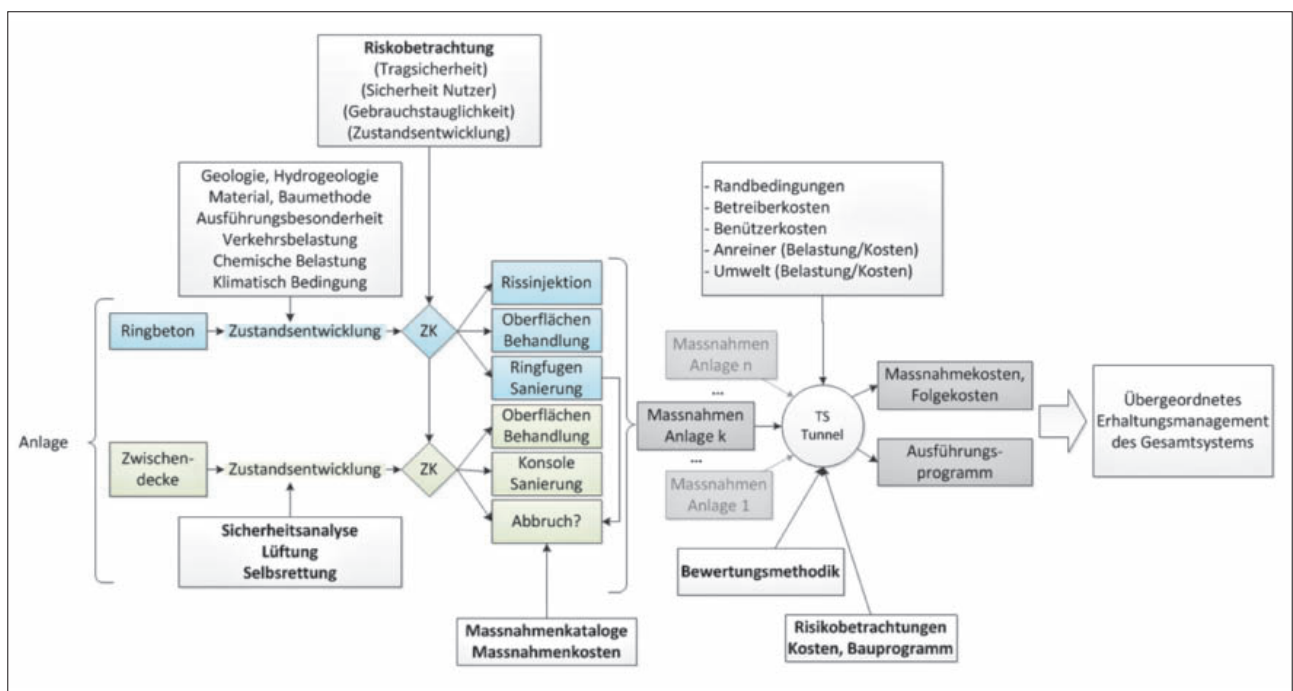 Riskobetrachtung
(Tragsicherheit)
(Sicherheit Nutzer)
(Gebrauchstauglichkeit)
(Zustandsentwicklung)
Geologie, Hydrogeologie
Material, Baumethode
Ausführungsbesonderheit
Verkehrsbelastung
Chemische Belastung
Klimatisch Bedingung
Anlage
Ringbeton
Zustandsentwicklung
ZK
Rissinjektion
Oberflächen
Behandlung
Ringfugen
Sanierung
Zwischen-
decke
Zustandsentwicklung
ZK
Oberflächen
Behandlung
Konsole
Sanierung
Abbruch?
Sicherheitsanalyse
Lüftung
Selbsrettung
Massnahmenkataloge
Massnahmenkosten
- Randbedingungen
- Betreiberkosten
- Benützerkosten
- Anreiner (Belastung/Kosten)
- Umwelt (Belastung/Kosten)
Massnahmen
Anlage n
...
Massnahmen
Anlage k
...
Massnahmen
Anlage 1
TS
Tunnel
Bewertungsmethodik
Risikobetrachtungen
Kosten, Bauprogramm
Massnahmekosten,
Folgekosten
Ausführungs-
programm
Übergeordnetes
Erhaltungsmanagement
des Gesamtsystems